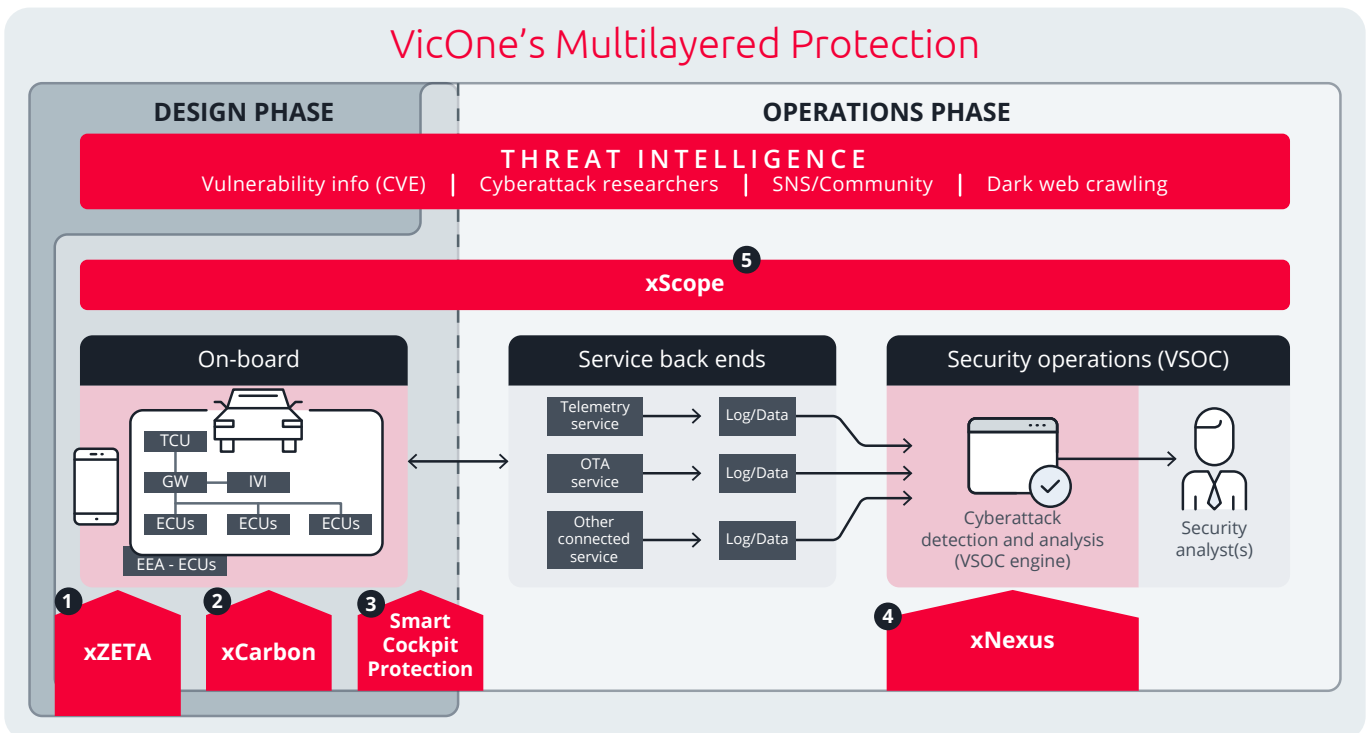 VicOne’s Multilayered Protection
DESIGN PHASE
OPERATIONS PHASE
THREAT INTELLIGENCE
Vulnerability info (CVE) | Cyberattack researchers | SNS/Community | Dark web crawling
5
xScope
On-board
TCU
GW
IVI
ECUs
ECUs
ECUs
EEA - ECUs
Service back ends
Telemetry
service
Log/Data
OTA
service
Log/Data
Other
connected
service
Log/Data
Security operations (VSOC)
Cyberattack
detection and analysis
(VSOC engine)
Security
analyst(s)
1
xZETA
2
xCarbon
3
Smart
Cockpit
Protection
4
xNexus